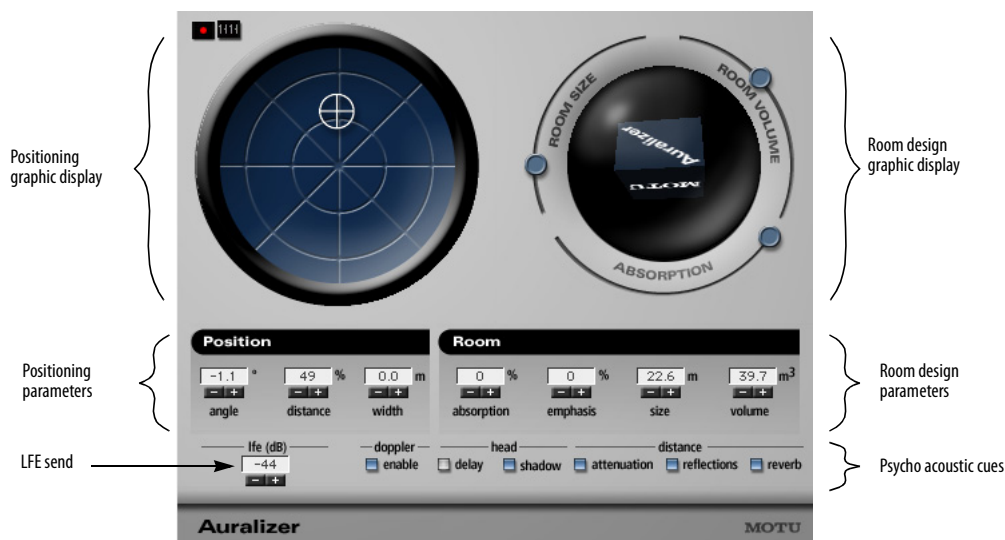 Positioning
graphic display
ROOM SIZE
ROOM VOLUME
ABSORPTION
Auralizer
MOTU
Room design
graphic display
Positioning
parameters
Position
-1.1 °
49 %
0.0 m
angle
distance
width
Room
0 %
0 %
22.6 m
39.7 m3
absorption
emphasis
size
volume
Room design
parameters
LFE send
lfe (dB)
-44
doppler
enable
head
delay
shadow
distance
attenuation
reflections
reverb
Psycho acoustic cues
Auralizer
MOTU